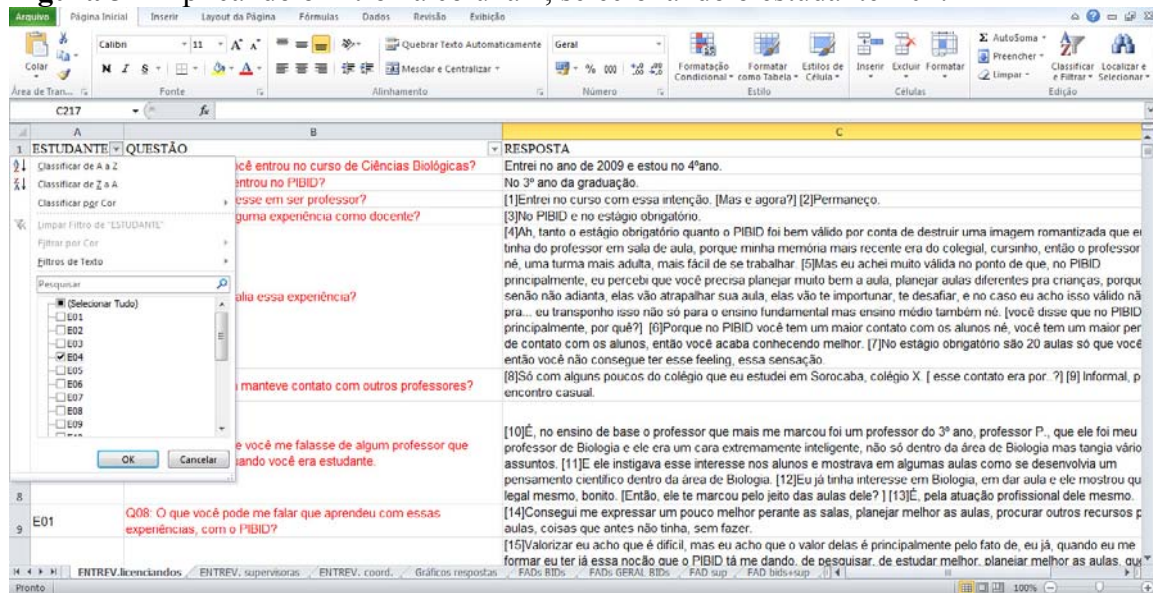 Arquivo Página Inicial Inserir Layout da Página Fórmulas Dados Revisão Exibição
Colar
Calibri 11
N I S
Quebrar Texto Automaticamente
Mesclar e Centralizar
Geral
% 000
Formatação Condicional
Formatar como Tabela
Estilos de Célula
Inserir Excluir Formatar
AutoSoma
Preencher
Limpar
Classificar e Filtrar
Localizar e Selecionar
Área de Tran... Fonte Alinhamento Número Estilo Células Edição
C217 fx
A B C
1 ESTUDANTE QUESTÃO RESPOSTA
Classificar de A a Z
Classificar de Z a A
Classificar por Cor
Limpar Filtro de "ESTUDANTE"
Filtrar por Cor
Filtros de Texto
Pesquisar
(Selecionar Tudo)
E01
E02
E03
E04
E05
E06
E07
E08
E09
OK Cancelar
entrou no curso de Ciências Biológicas? Entrei no ano de 2009 e estou no 4ºano.
entrou no PIBID? No 3º ano da graduação.
em ser professor? [1]Entrei no curso com essa intenção. [Mas e agora?] [2]Permaneço.
experiência como docente? [3]No PIBID e no estágio obrigatório.
[4]Ah, tanto o estágio obrigatório quanto o PIBID foi bem válido por conta de destruir uma imagem romantizada que
tinha do professor em sala de aula, porque minha memória mais recente era do colegial, cursinho, então o professor
né, uma turma mais adulta, mais fácil de se trabalhar. [5]Mas eu achei muito válida no ponto de que, no PIBID
principalmente, eu percebi que você precisa planejar muito bem a aula, planejar aulas diferentes pra crianças, porque
essa experiência? senão não adianta, elas vão atrapalhar sua aula, elas vão te importunar, te desafiar, e no caso eu acho isso válido
pra... eu transponho isso não só para o ensino fundamental mas ensino médio também né. [você disse que no PIBID
principalmente, por quê?] [6]Porque no PIBID você tem um maior contato com os alunos né, você tem um maior
de contato com os alunos, então você acaba conhecendo melhor. [7]No estágio obrigatório são 20 aulas só que você
então você não consegue ter esse feeling, essa sensação.
manteve contato com outros professores? [8]Só com alguns poucos do colégio que eu estudei em Sorocaba, colégio X. [ esse contato era por..?] [9] Informal,
encontro casual.
[10]É, no ensino de base o professor que mais me marcou foi um professor do 3º ano, professor P., que ele foi meu
você me falasse de algum professor que professor de Biologia e ele era um cara extremamente inteligente, não só dentro da área de Biologia mas tangia
você era estudante. assuntos. [11]E ele instigava esse interesse nos alunos e mostrava em algumas aulas como se desenvolvia um
pensamento científico dentro da área de Biologia. [12]Eu já tinha interesse em Biologia, em dar aula e ele mostrou
8 legal mesmo, bonito. [Então, ele te marcou pelo jeito das aulas dele? ] [13]É, pela atuação profissional dele mesmo.
9 E01 Q08: O que você pode me falar que aprendeu com essas experiências, com o PIBID? [14]Consegui me expressar um pouco melhor perante as salas, planejar melhor as aulas, procurar outros recursos
aulas, coisas que antes não tinha, sem fazer.
[15]Valorizar eu acho que é difícil, mas eu acho que o valor delas é principalmente pelo fato de, eu já, quando eu me
formar eu ter já essa noção que o PIBID tá me dando, de pesquisar, de estudar melhor, planejar melhor as aulas,
ENTREV.licenciandos ENTREV. supervisoras ENTREV. coord. Gráficos respostas FADs BIDs FADs GERAL BIDs FAD sup FAD bids+sup
Pronto 100%